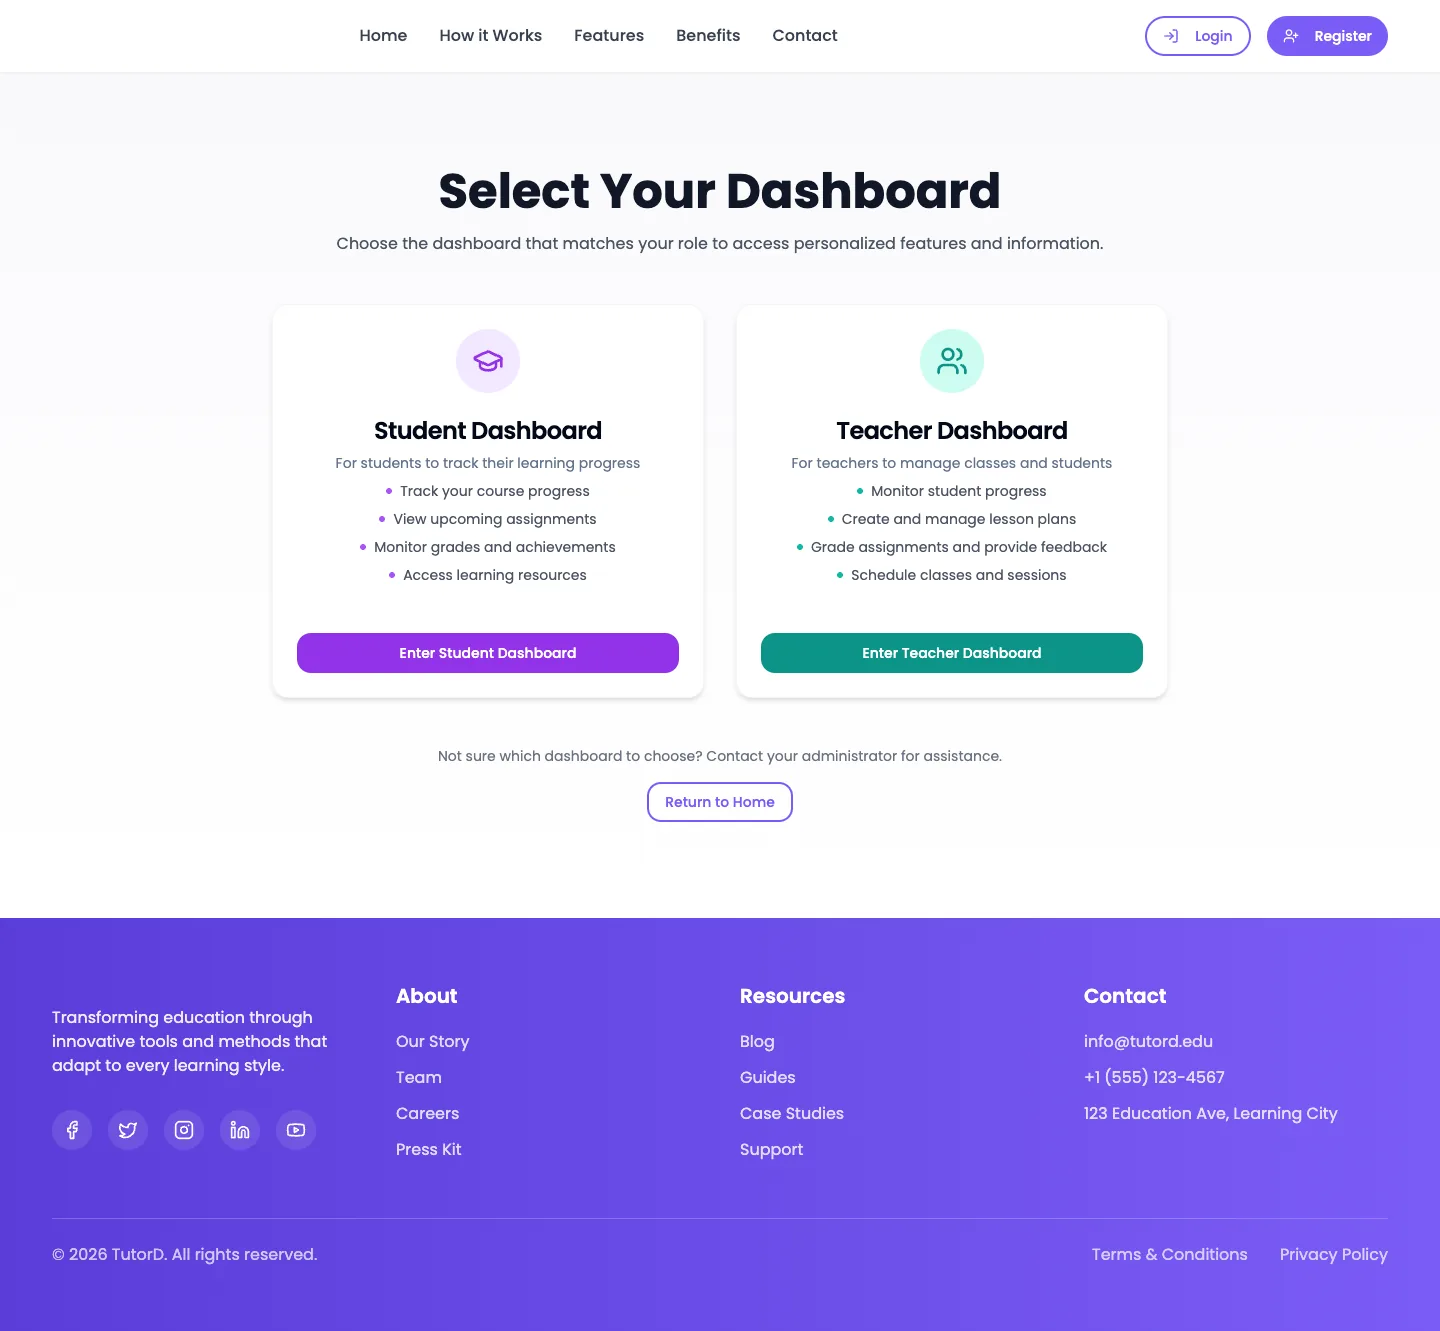 Home
How it Works
Features
Benefits
Contact
Login
Register
Select Your Dashboard
Choose the dashboard that matches your role to access personalized features and information.
Student Dashboard
For students to track their learning progress
Track your course progress
View upcoming assignments
Monitor grades and achievements
Access learning resources
Enter Student Dashboard
Teacher Dashboard
For teachers to manage classes and students
Monitor student progress
Create and manage lesson plans
Grade assignments and provide feedback
Schedule classes and sessions
Enter Teacher Dashboard
Not sure which dashboard to choose? Contact your administrator for assistance.
Return to Home
Transforming education through
innovative tools and methods that
adapt to every learning style.
About
Our Story
Team
Careers
Press Kit
Resources
Blog
Guides
Case Studies
Support
Contact
info@tutord.edu
+1 (555) 123-4567
123 Education Ave, Learning City
© 2026 TutorD. All rights reserved.
Terms & Conditions
Privacy Policy